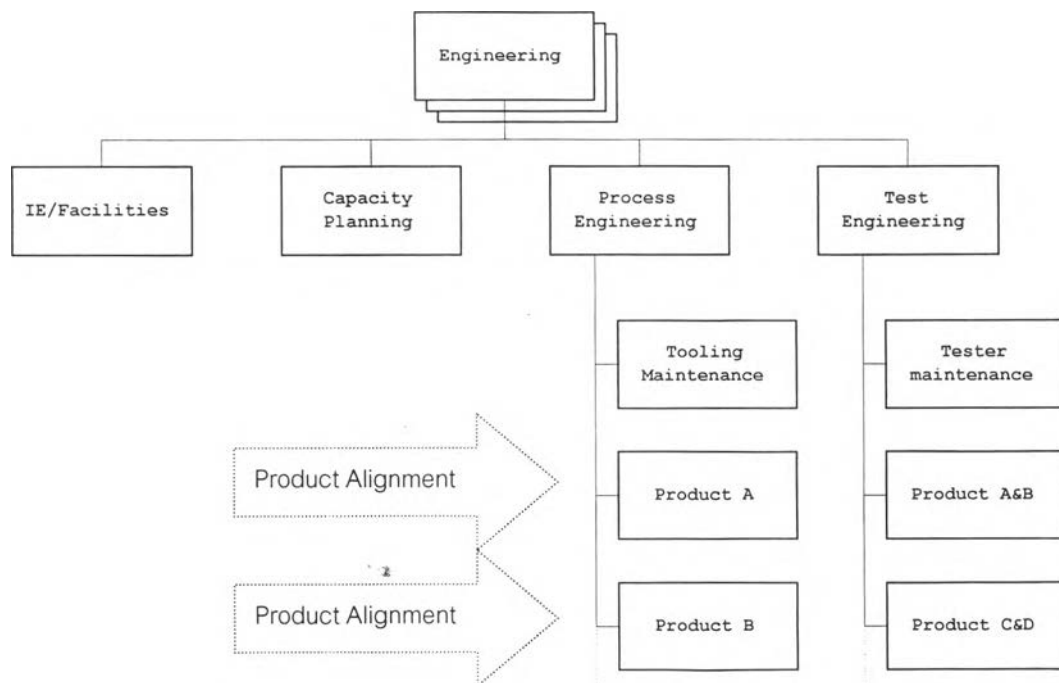 Engineering
IE/Facilities
Capacity
Planning
Process
Engineering
Test
Engineering
Tooling
Maintenance
Tester
maintenance
Product Alignment
Product A
Product A&B
Product Alignment
Product B
Product C&D